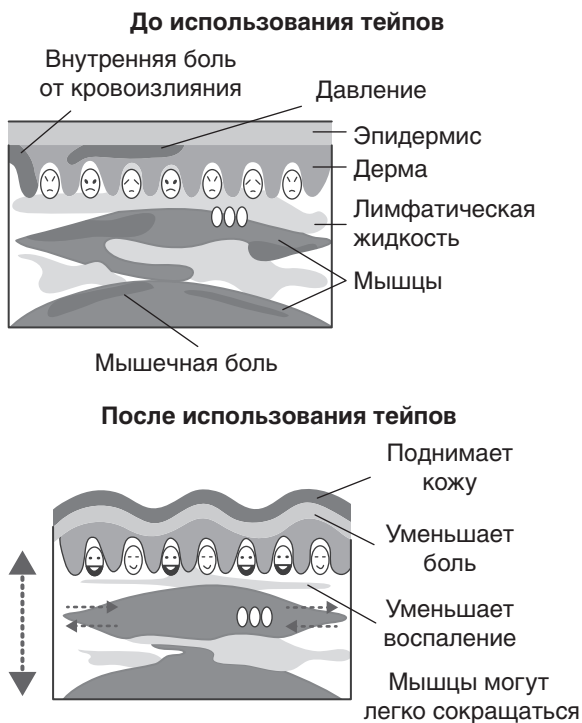 До использования тейпов
Внутренняя боль
от кровоизлияния
Давление
Эпидермис
Дерма
Лимфатическая
жидкость
Мышцы
Мышечная боль
После использования тейпов
Поднимает
кожу
Уменьшает
боль
Уменьшает
воспаление
Мышцы могут
легко сокращаться